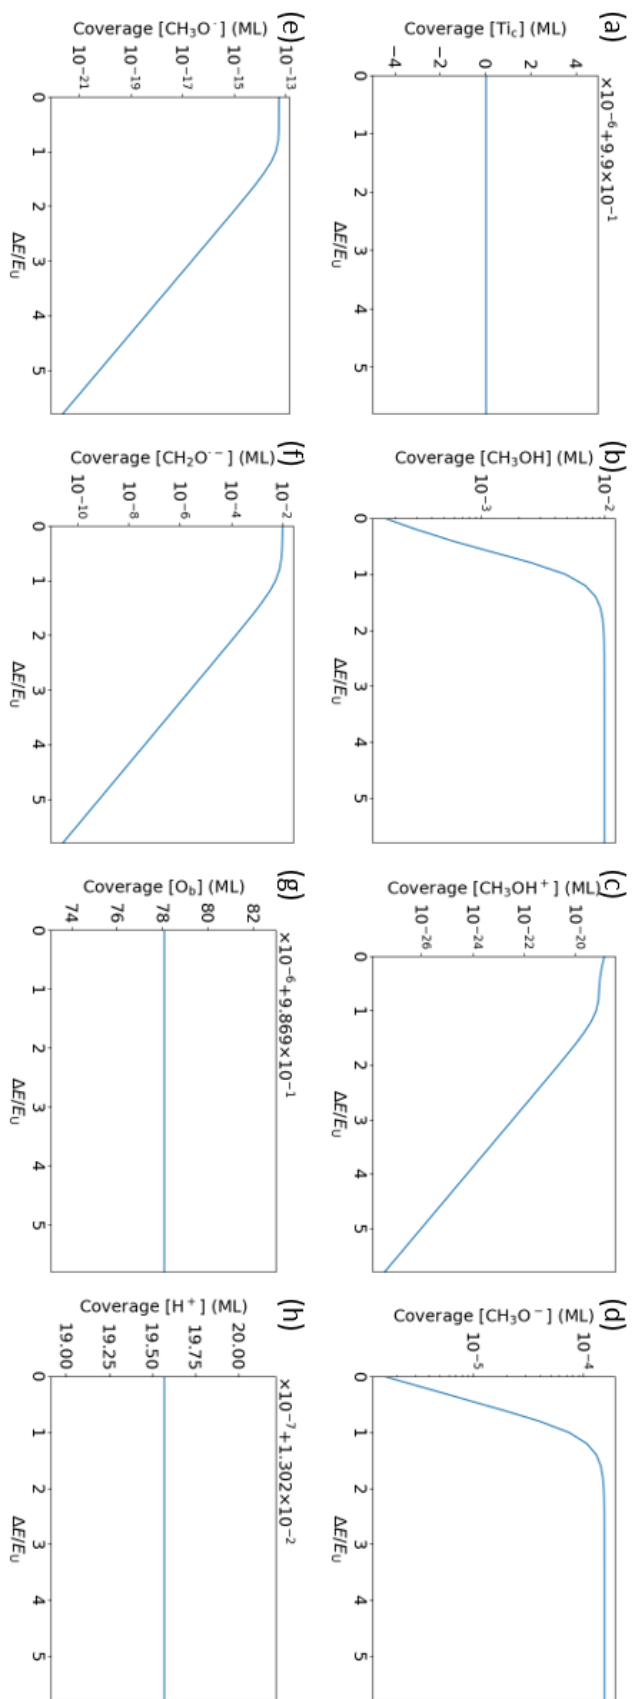 (a)
×10⁻⁶+9.9×10⁻¹
Coverage [Ti꜀] (ML)
4
2
0
−2
−4
0 1 2 3 4 5
ΔE/E_U
(b)
Coverage [CH₃OH] (ML)
10⁻²
10⁻³
0 1 2 3 4 5
ΔE/E_U
(c)
Coverage [CH₃OH⁺] (ML)
10⁻²⁰
10⁻²²
10⁻²⁴
10⁻²⁶
0 1 2 3 4 5
ΔE/E_U
(d)
Coverage [CH₃O⁻] (ML)
10⁻⁴
10⁻⁵
0 1 2 3 4 5
ΔE/E_U
(e)
Coverage [CH₃O˙] (ML)
10⁻¹³
10⁻¹⁵
10⁻¹⁷
10⁻¹⁹
10⁻²¹
0 1 2 3 4 5
ΔE/E_U
(f)
Coverage [CH₂O˙⁻] (ML)
10⁻²
10⁻⁴
10⁻⁶
10⁻⁸
10⁻¹⁰
0 1 2 3 4 5
ΔE/E_U
(g)
×10⁻⁶+9.869×10⁻¹
Coverage [O_b] (ML)
82
80
78
76
74
0 1 2 3 4 5
ΔE/E_U
(h)
×10⁻⁷+1.302×10⁻²
Coverage [H⁺] (ML)
20.00
19.75
19.50
19.25
19.00
0 1 2 3 4 5
ΔE/E_U